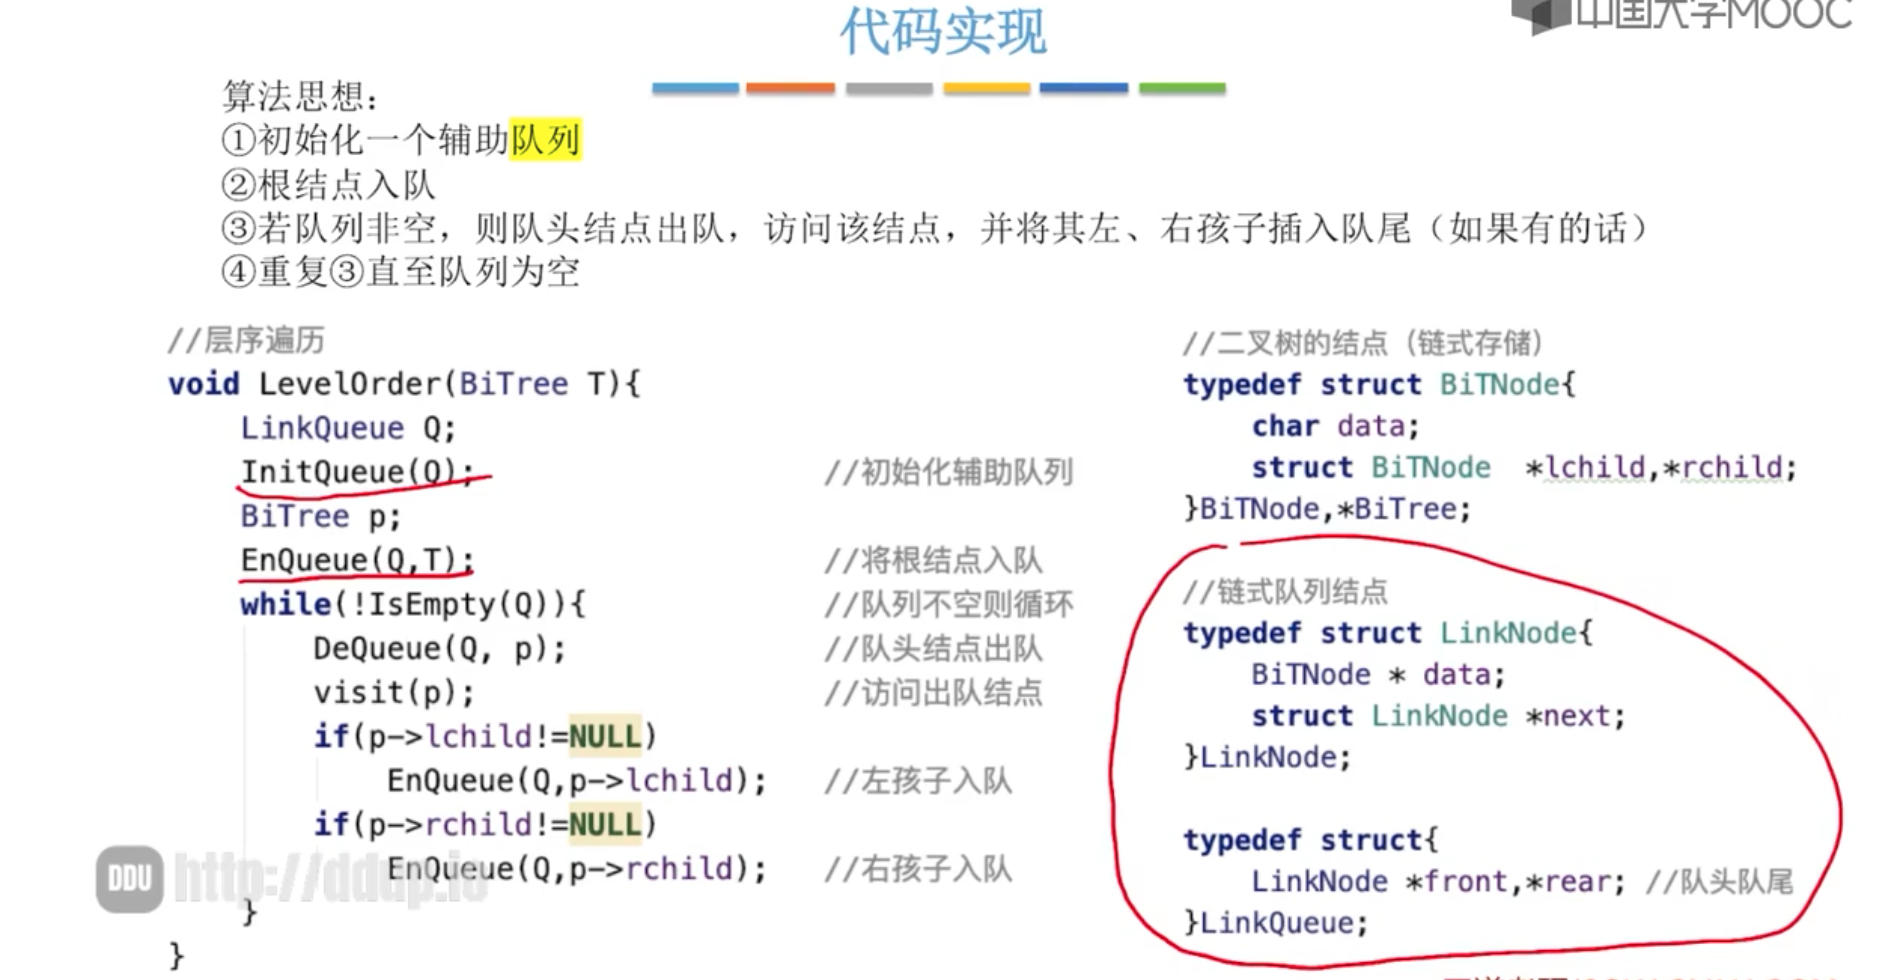 中国大学MOOC
代码实现
算法思想：
①初始化一个辅助队列
②根结点入队
③若队列非空，则队头结点出队，访问该结点，并将其左、右孩子插入队尾（如果有的话）
④重复③直至队列为空
//层序遍历
void LevelOrder(BiTree T){
LinkQueue Q;
InitQueue(Q); //初始化辅助队列
BiTree p;
EnQueue(Q,T); //将根结点入队
while(!IsEmpty(Q)){ //队列不空则循环
DeQueue(Q, p); //队头结点出队
visit(p); //访问出队结点
if(p->lchild!=NULL)
EnQueue(Q,p->lchild); //左孩子入队
if(p->rchild!=NULL)
EnQueue(Q,p->rchild); //右孩子入队
}
}
//二叉树的结点（链式存储）
typedef struct BiTNode{
char data;
struct BiTNode *lchild,*rchild;
}BiTNode,*BiTree;
//链式队列结点
typedef struct LinkNode{
BiTNode * data;
struct LinkNode *next;
}LinkNode;
typedef struct{
LinkNode *front,*rear; //队头队尾
}LinkQueue;
DDU http://ddup.io